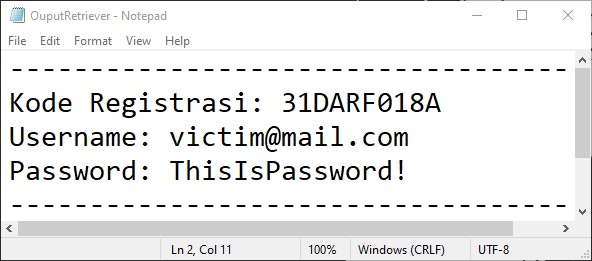 OuputRetriever - Notepad
File Edit Format View Help
-----------------------------------
Kode Registrasi: 31DARF018A
Username: victim@mail.com
Password: ThisIsPassword!
-----------------------------------
Ln 2, Col 11 100% Windows (CRLF) UTF-8